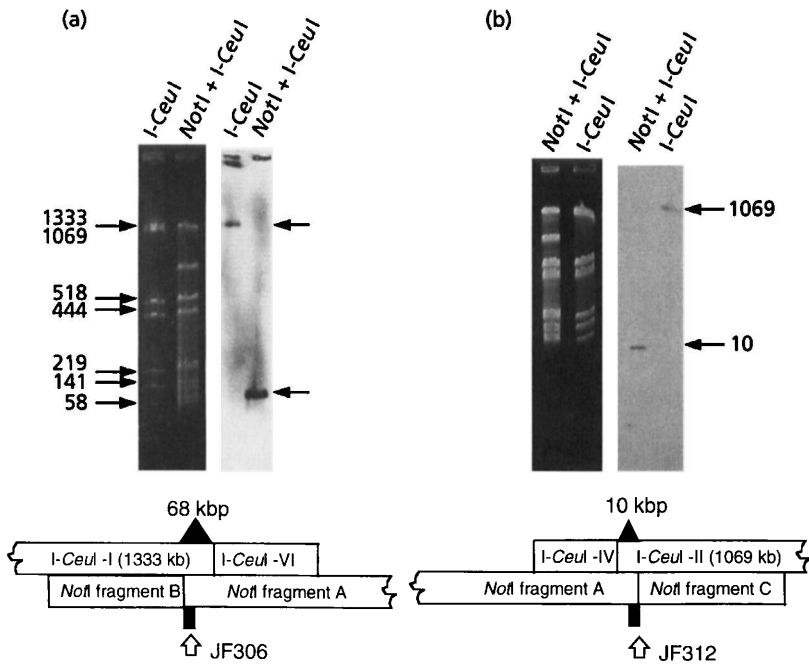 (a)
I-CeuI
NotI + I-CeuI
I-CeuI
NotI + I-CeuI
1333
1069
518
444
219
141
58
68 kbp
I-CeuI -I (1333 kb)
I-CeuI -VI
NotI fragment B
NotI fragment A
JF306
(b)
NotI + I-CeuI
I-CeuI
NotI + I-CeuI
I-CeuI
1069
10
10 kbp
I-CeuI -IV
I-CeuI -II (1069 kb)
NotI fragment A
NotI fragment C
JF312